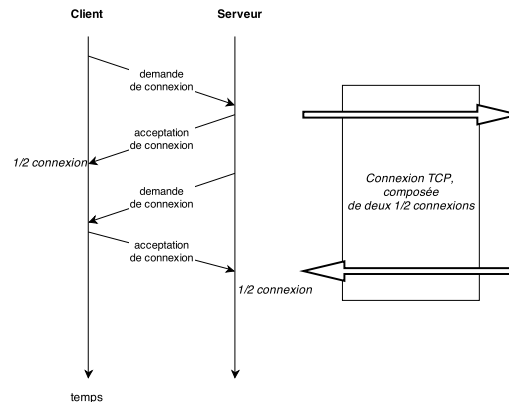 Client
Serveur
demande
de connexion
acceptation
de connexion
1/2 connexion
demande
de connexion
acceptation
de connexion
1/2 connexion
temps
Connexion TCP,
composée
de deux 1/2 connexions